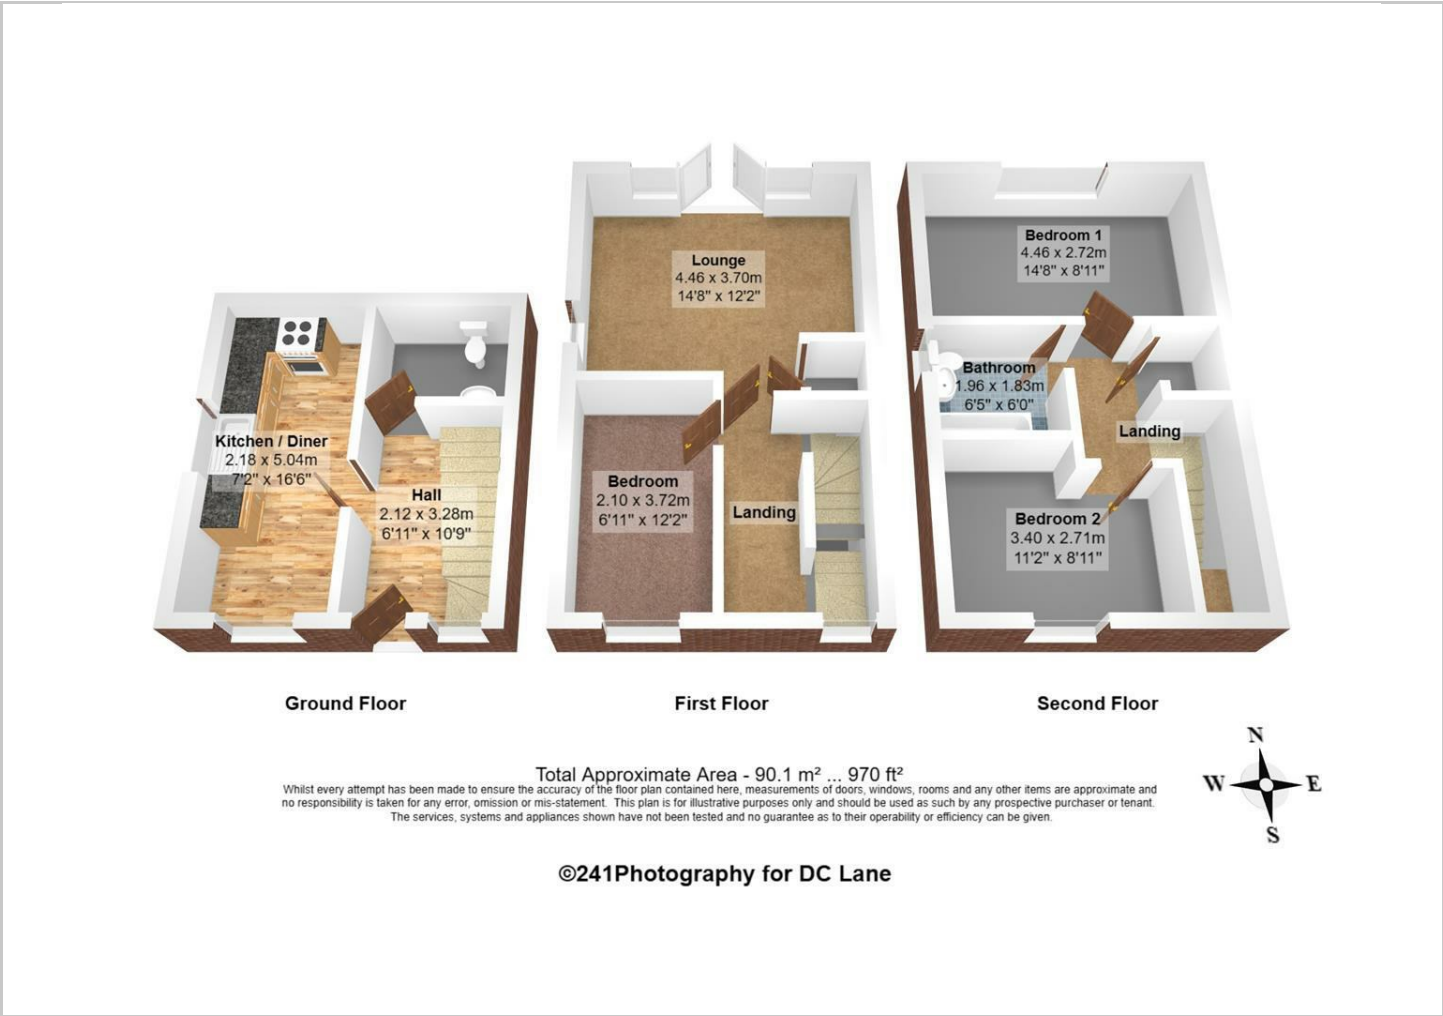 Bedroom 1
4.46 x 2.72m
14'8" x 8'11"
Lounge
4.46 x 3.70m
14'8" x 12'2"
Bathroom
1.96 x 1.83m
6'5" x 6'0"
Kitchen / Diner
2.18 x 5.04m
7'2" x 16'6"
Landing
Hall
2.12 x 3.28m
6'11" x 10'9"
Bedroom
2.10 x 3.72m
6'11" x 12'2"
Landing
Bedroom 2
3.40 x 2.71m
11'2" x 8'11"
Ground Floor
First Floor
Second Floor
N
W
E
S
Total Approximate Area - 90.1 m² ... 970 ft²
Whilst every attempt has been made to ensure the accuracy of the floor plan contained here, measurements of doors, windows, rooms and any other items are approximate and
no responsibility is taken for any error, omission or mis-statement. This plan is for illustrative purposes only and should be used as such by any prospective purchaser or tenant.
The services, systems and appliances shown have not been tested and no guarantee as to their operability or efficiency can be given.
©241Photography for DC Lane